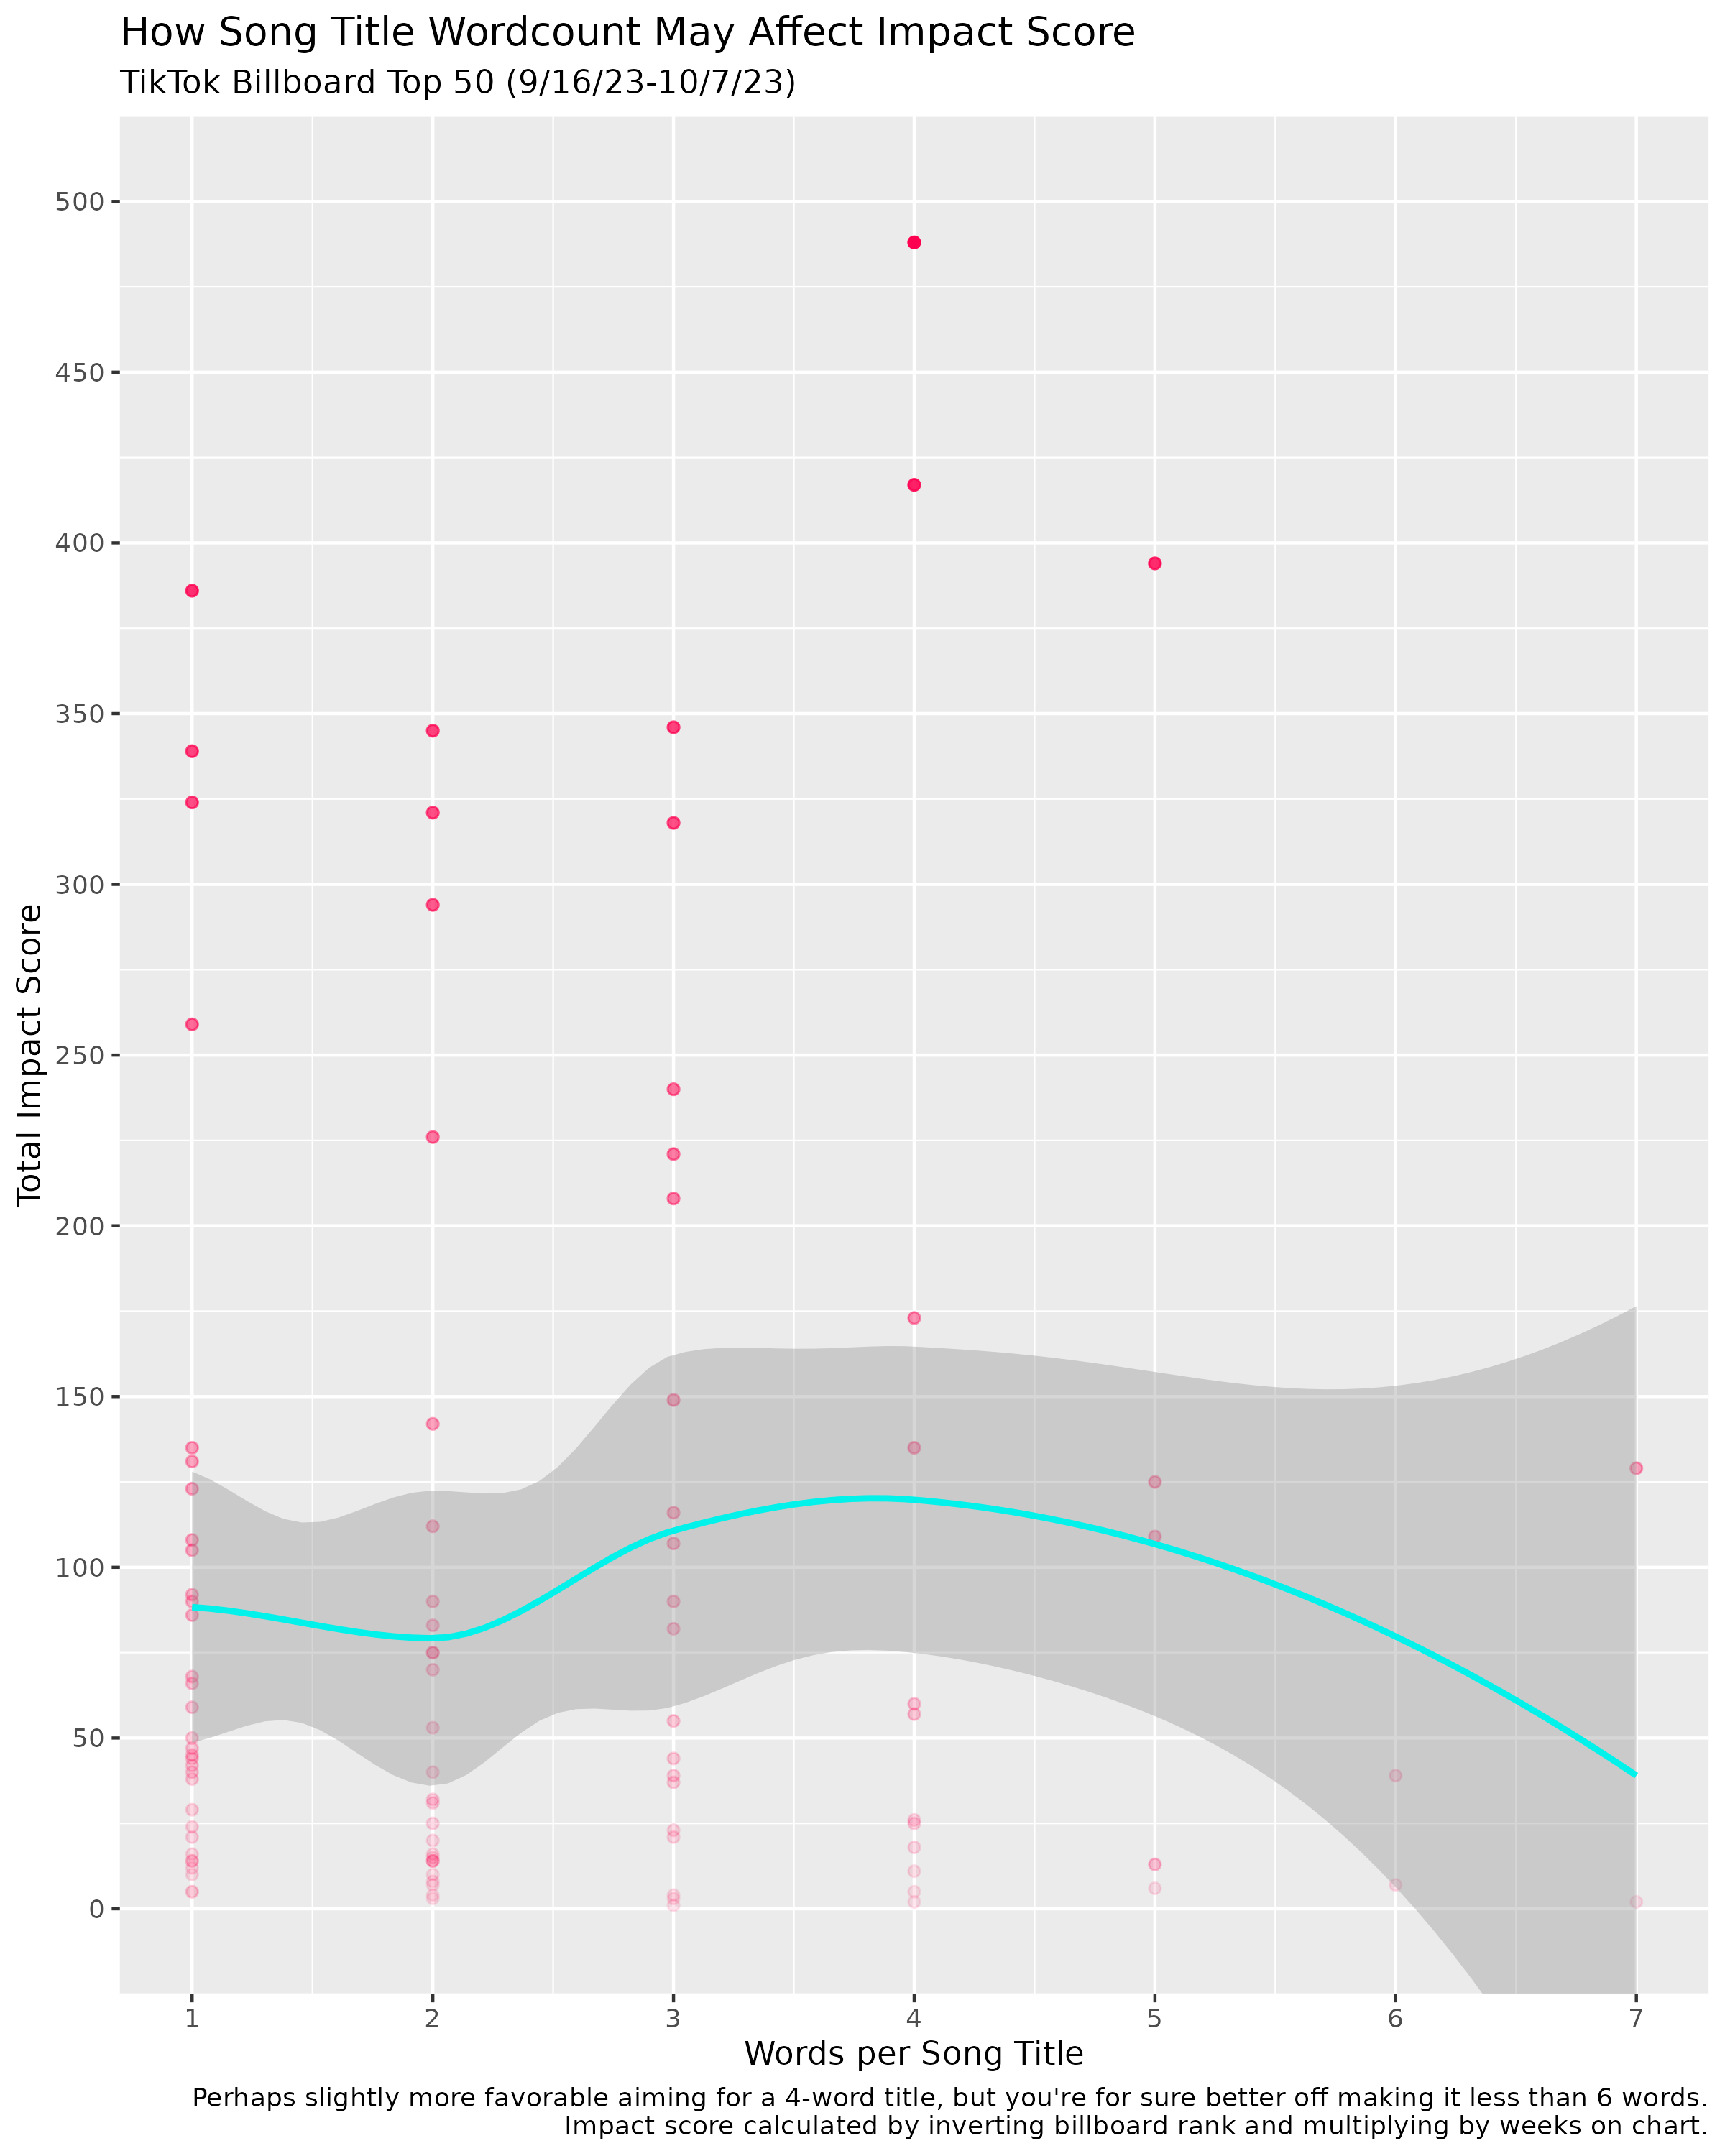 How Song Title Wordcount May Affect Impact Score
TikTok Billboard Top 50 (9/16/23-10/7/23)
500
450
400
350
300
250
200
150
100
50
0
Total Impact Score
1 2 3 4 5 6 7
Words per Song Title
Perhaps slightly more favorable aiming for a 4-word title, but you're for sure better off making it less than 6 words.
Impact score calculated by inverting billboard rank and multiplying by weeks on chart.